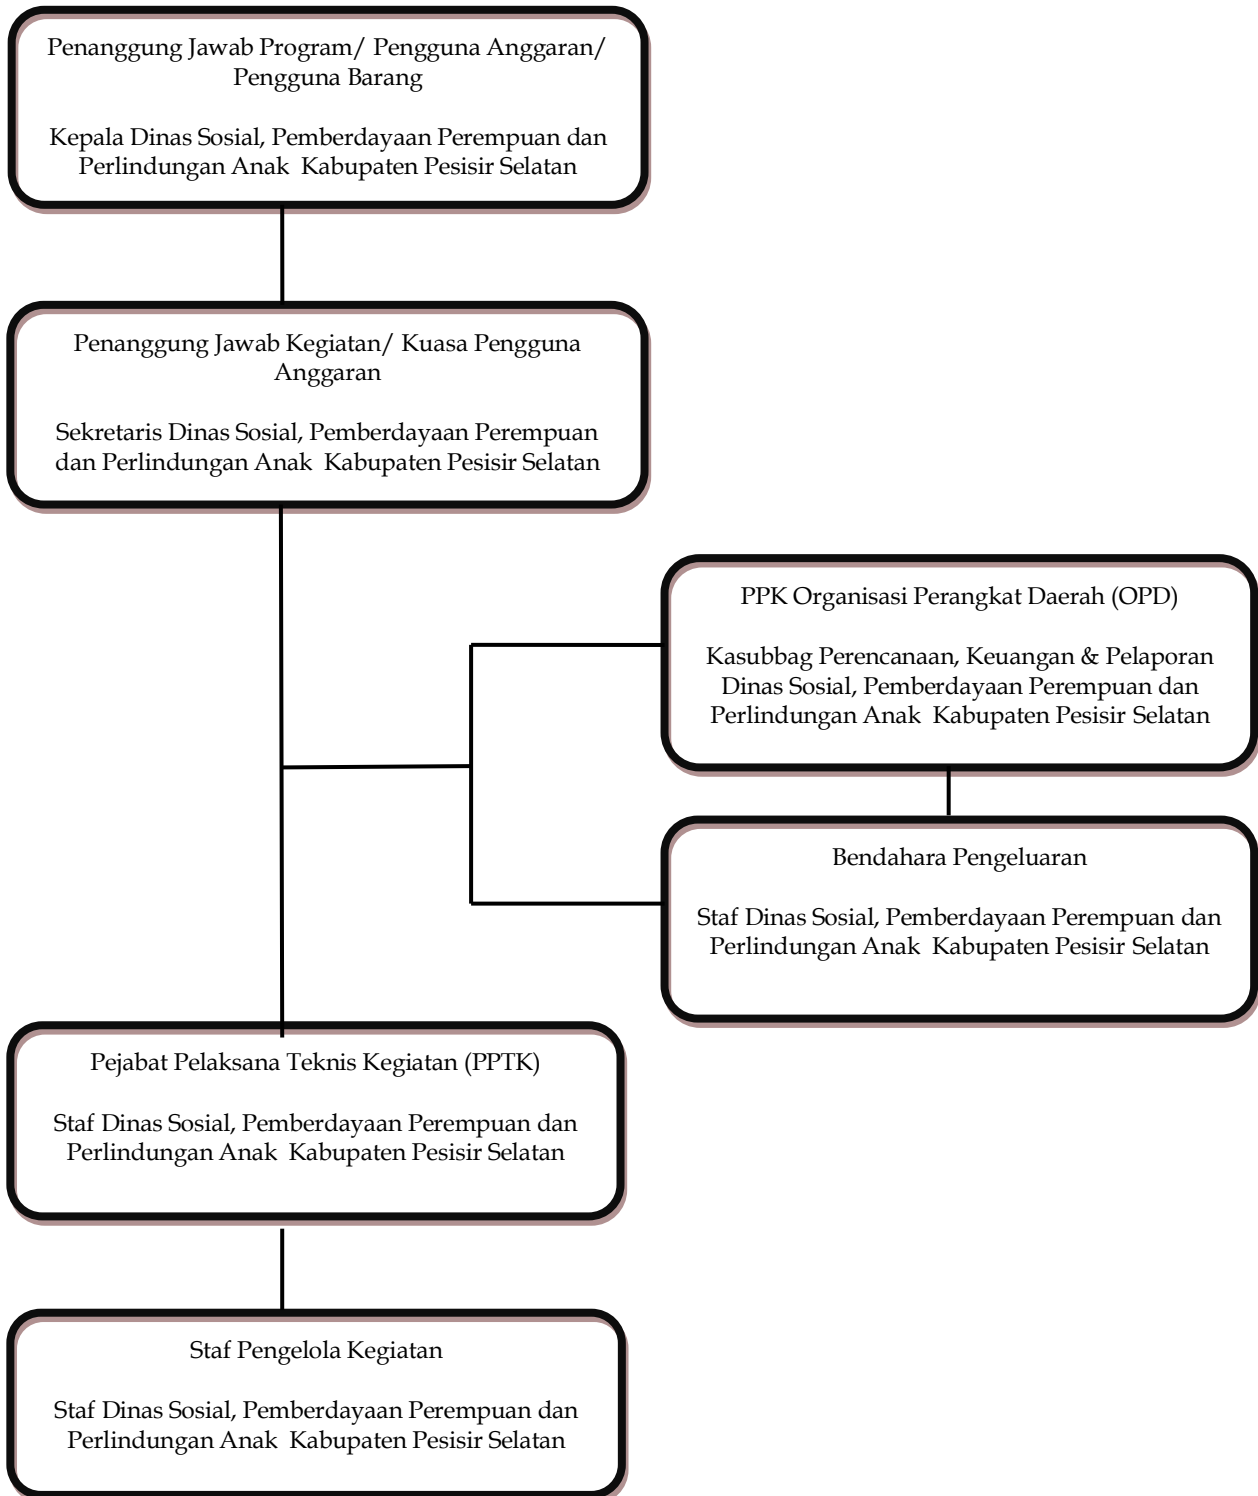 Penanggung Jawab Program/ Pengguna Anggaran/
Pengguna Barang
Kepala Dinas Sosial, Pemberdayaan Perempuan dan
Perlindungan Anak  Kabupaten Pesisir Selatan
Penanggung Jawab Kegiatan/ Kuasa Pengguna
Anggaran
Sekretaris Dinas Sosial, Pemberdayaan Perempuan
dan Perlindungan Anak  Kabupaten Pesisir Selatan
PPK Organisasi Perangkat Daerah (OPD)
Kasubbag Perencanaan, Keuangan & Pelaporan
Dinas Sosial, Pemberdayaan Perempuan dan
Perlindungan Anak  Kabupaten Pesisir Selatan
Bendahara Pengeluaran
Staf Dinas Sosial, Pemberdayaan Perempuan dan
Perlindungan Anak  Kabupaten Pesisir Selatan
Pejabat Pelaksana Teknis Kegiatan (PPTK)
Staf Dinas Sosial, Pemberdayaan Perempuan dan
Perlindungan Anak  Kabupaten Pesisir Selatan
Staf Pengelola Kegiatan
Staf Dinas Sosial, Pemberdayaan Perempuan dan
Perlindungan Anak  Kabupaten Pesisir Selatan